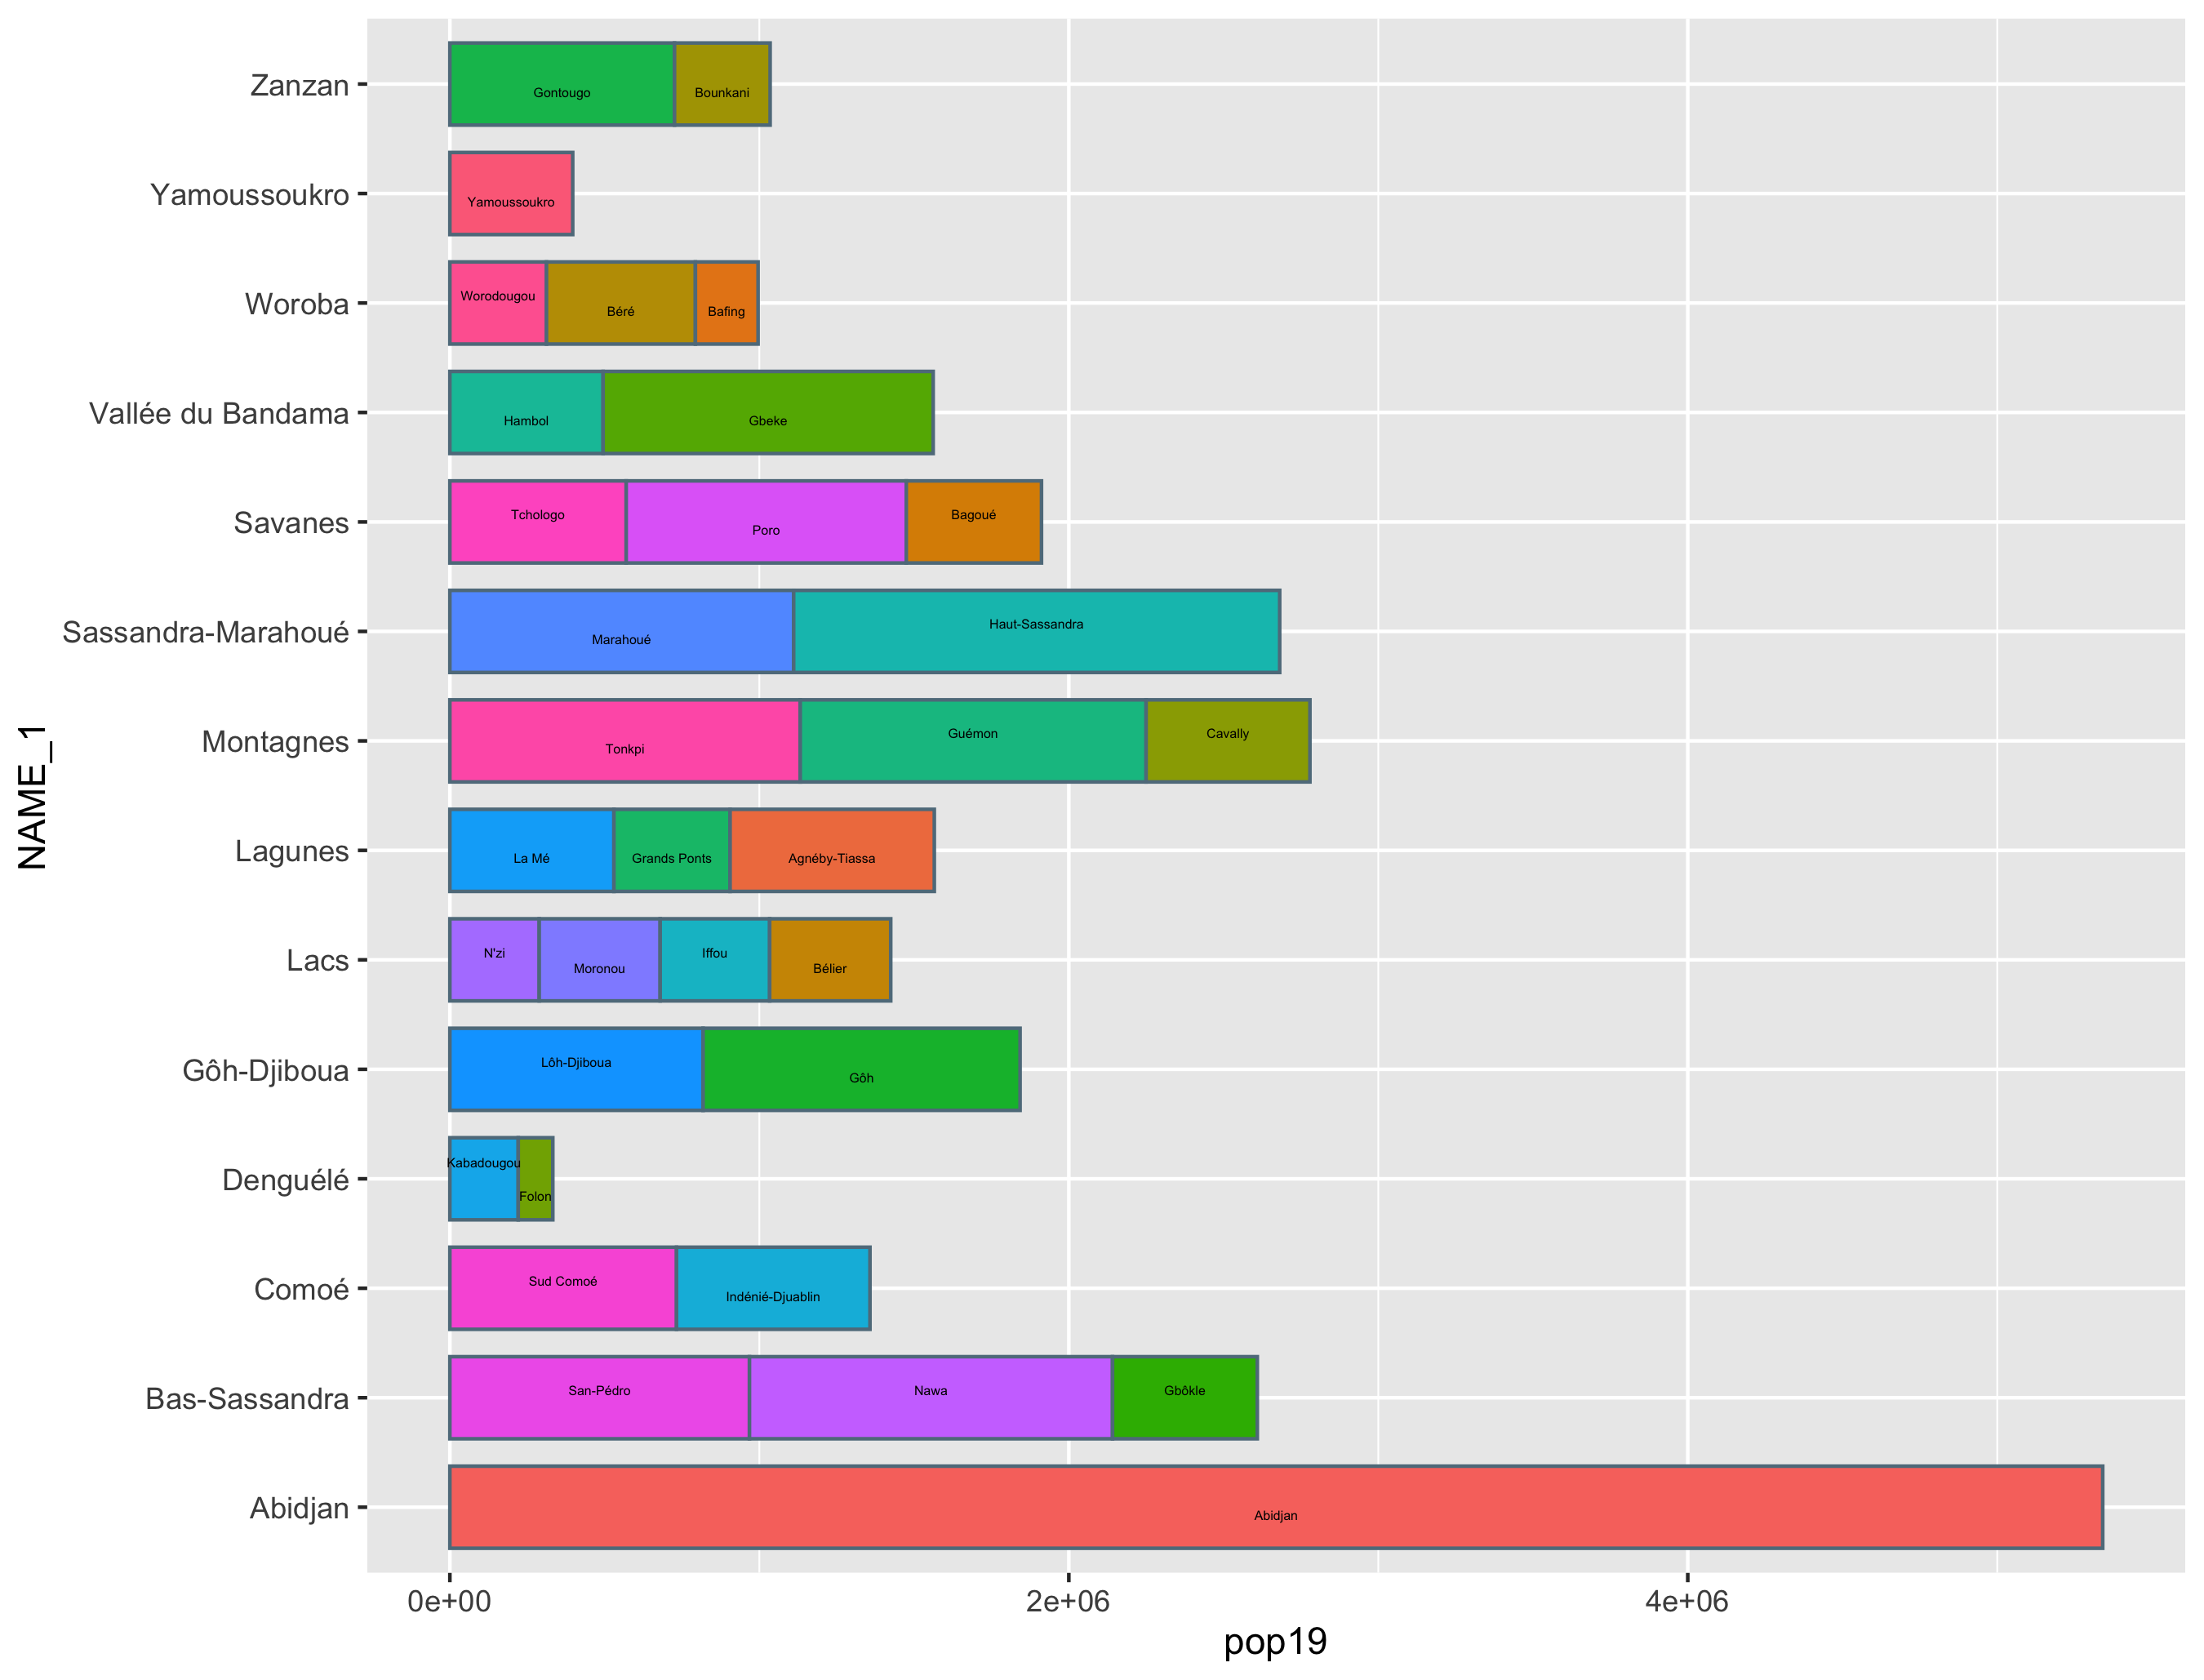 Zanzan
Gontougo Bounkani
Yamoussoukro
Yamoussoukro
Woroba
Worodougou Béré Bafing
Vallée du Bandama
Hambol Gbeke
Savanes
Tchologo Poro Bagoué
Sassandra-Marahoué
Marahoué Haut-Sassandra
Montagnes
Tonkpi Guémon Cavally
Lagunes
La Mé Grands Ponts Agnéby-Tiassa
Lacs
N'zi Moronou Iffou Bélier
Gôh-Djiboua
Lôh-Djiboua Gôh
Denguélé
Kabadougou Folon
Comoé
Sud Comoé Indénié-Djuablin
Bas-Sassandra
San-Pédro Nawa Gbôkle
Abidjan
Abidjan
NAME_1
0e+00 2e+06 4e+06
pop19